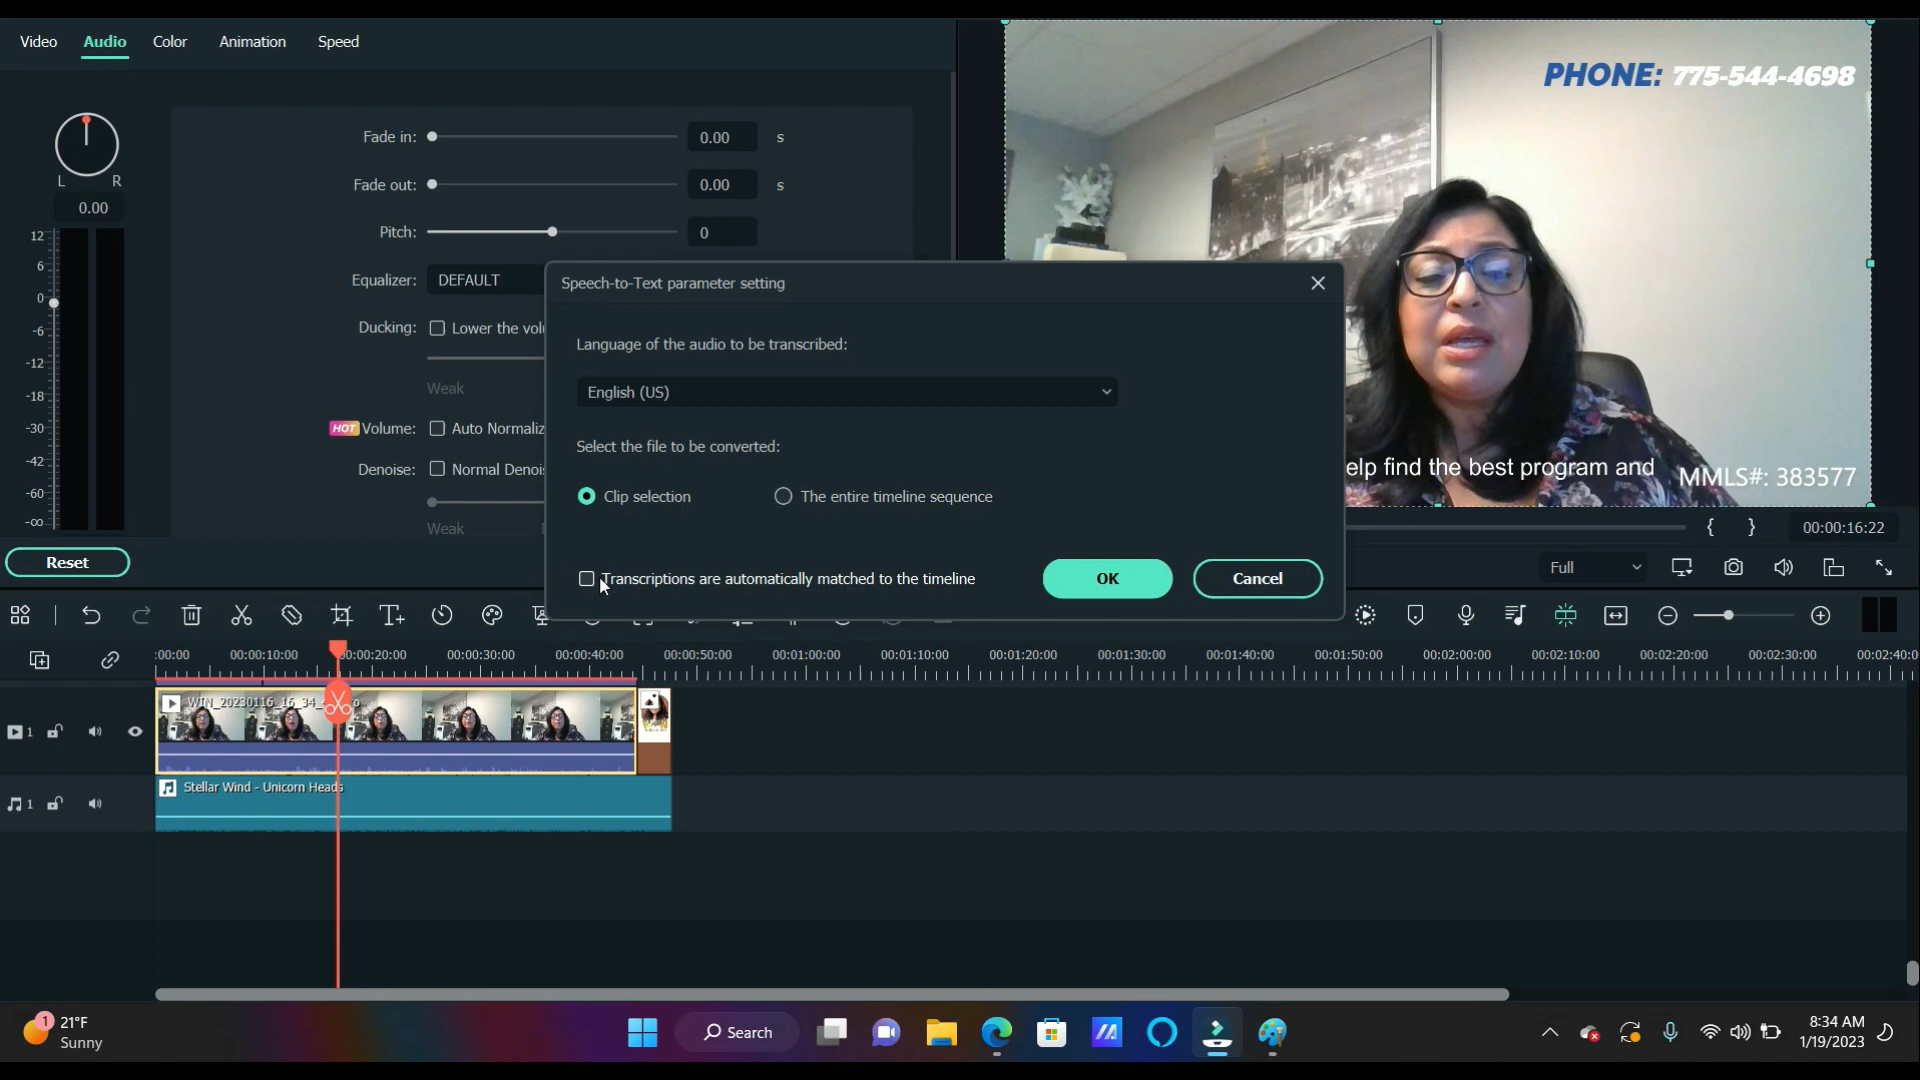 Video Audio Color Animation Speed
PHONE: 775-544-4698
Fade in: 0.00 s
L R
Fade out: 0.00 s
0.00
Pitch: 0
12
6
0
-6
-12
-18
-30
-42
-60
-∞
Equalizer: DEFAULT
Ducking: Lower the volu
Weak
HOT Volume: Auto Normaliz
Denoise: Normal Denoi
Weak
Reset
Speech-to-Text parameter setting
Language of the audio to be transcribed:
English (US)
Select the file to be converted:
Clip selection The entire timeline sequence
Transcriptions are automatically matched to the timeline OK Cancel
elp find the best program and
MMLS#: 383577
{ } 00:00:16:22
Full
:00:00 00:00:10:00 00:00:20:00 00:00:30:00 00:00:40:00 00:00:50:00 00:01:00:00 00:01:10:00 00:01:20:00 00:01:30:00 00:01:40:00 00:01:50:00 00:02:00:00 00:02:10:00 00:02:20:00 00:02:30:00 00:02:40:0
WIN_20230116_16_34_
1
Stellar Wind - Unicorn Heads
1
1 21°F
Sunny
Search
8:34 AM
1/19/2023